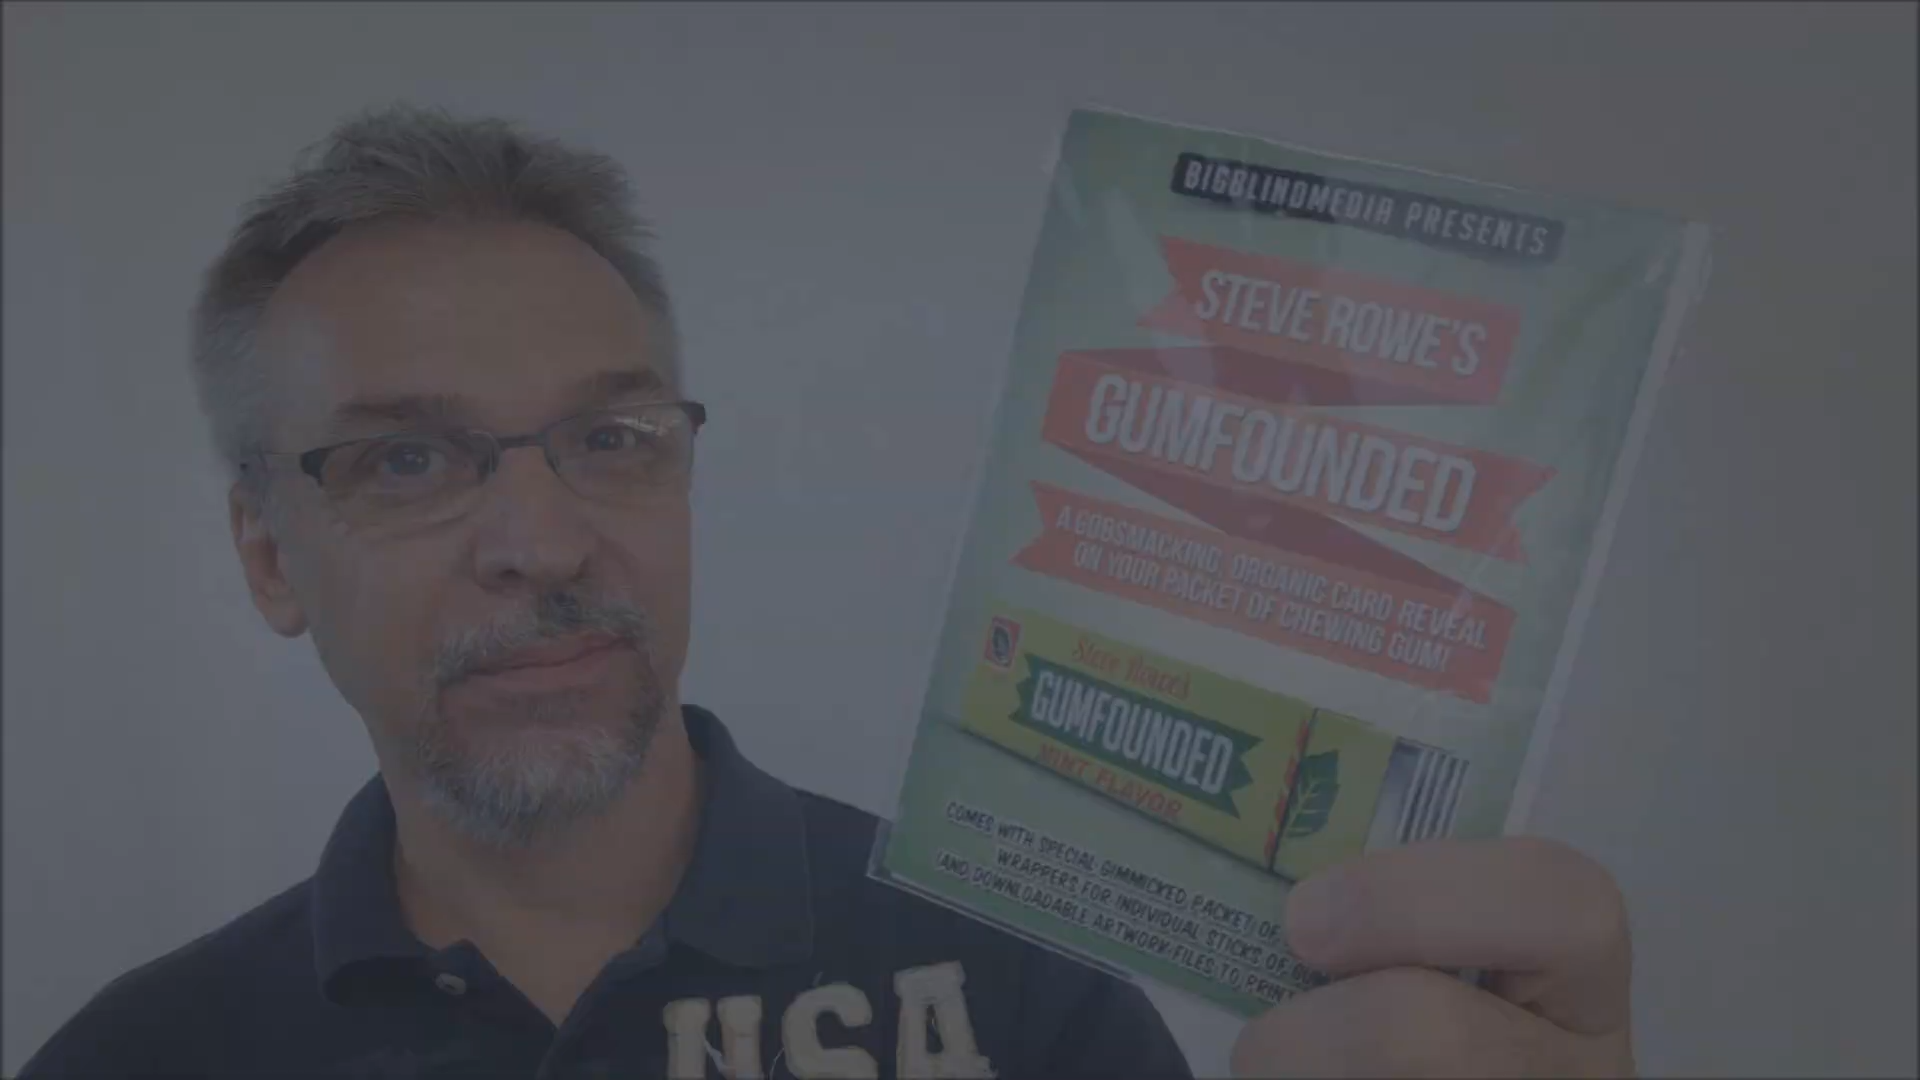 BIGBLINDMEDIA PRESENTS
STEVE ROWE'S
GUMFOUNDED
A GOBSMACKING, ORGANIC CARD REVEAL
ON YOUR PACKET OF CHEWING GUM!
Steve Rowe's
GUMFOUNDED
MINT FLAVOR
COMES WITH SPECIAL GIMMICKED PACKET OF
WRAPPERS FOR INDIVIDUAL STICKS OF GUM
(AND DOWNLOADABLE ARTWORK FILES TO PRINT
USA